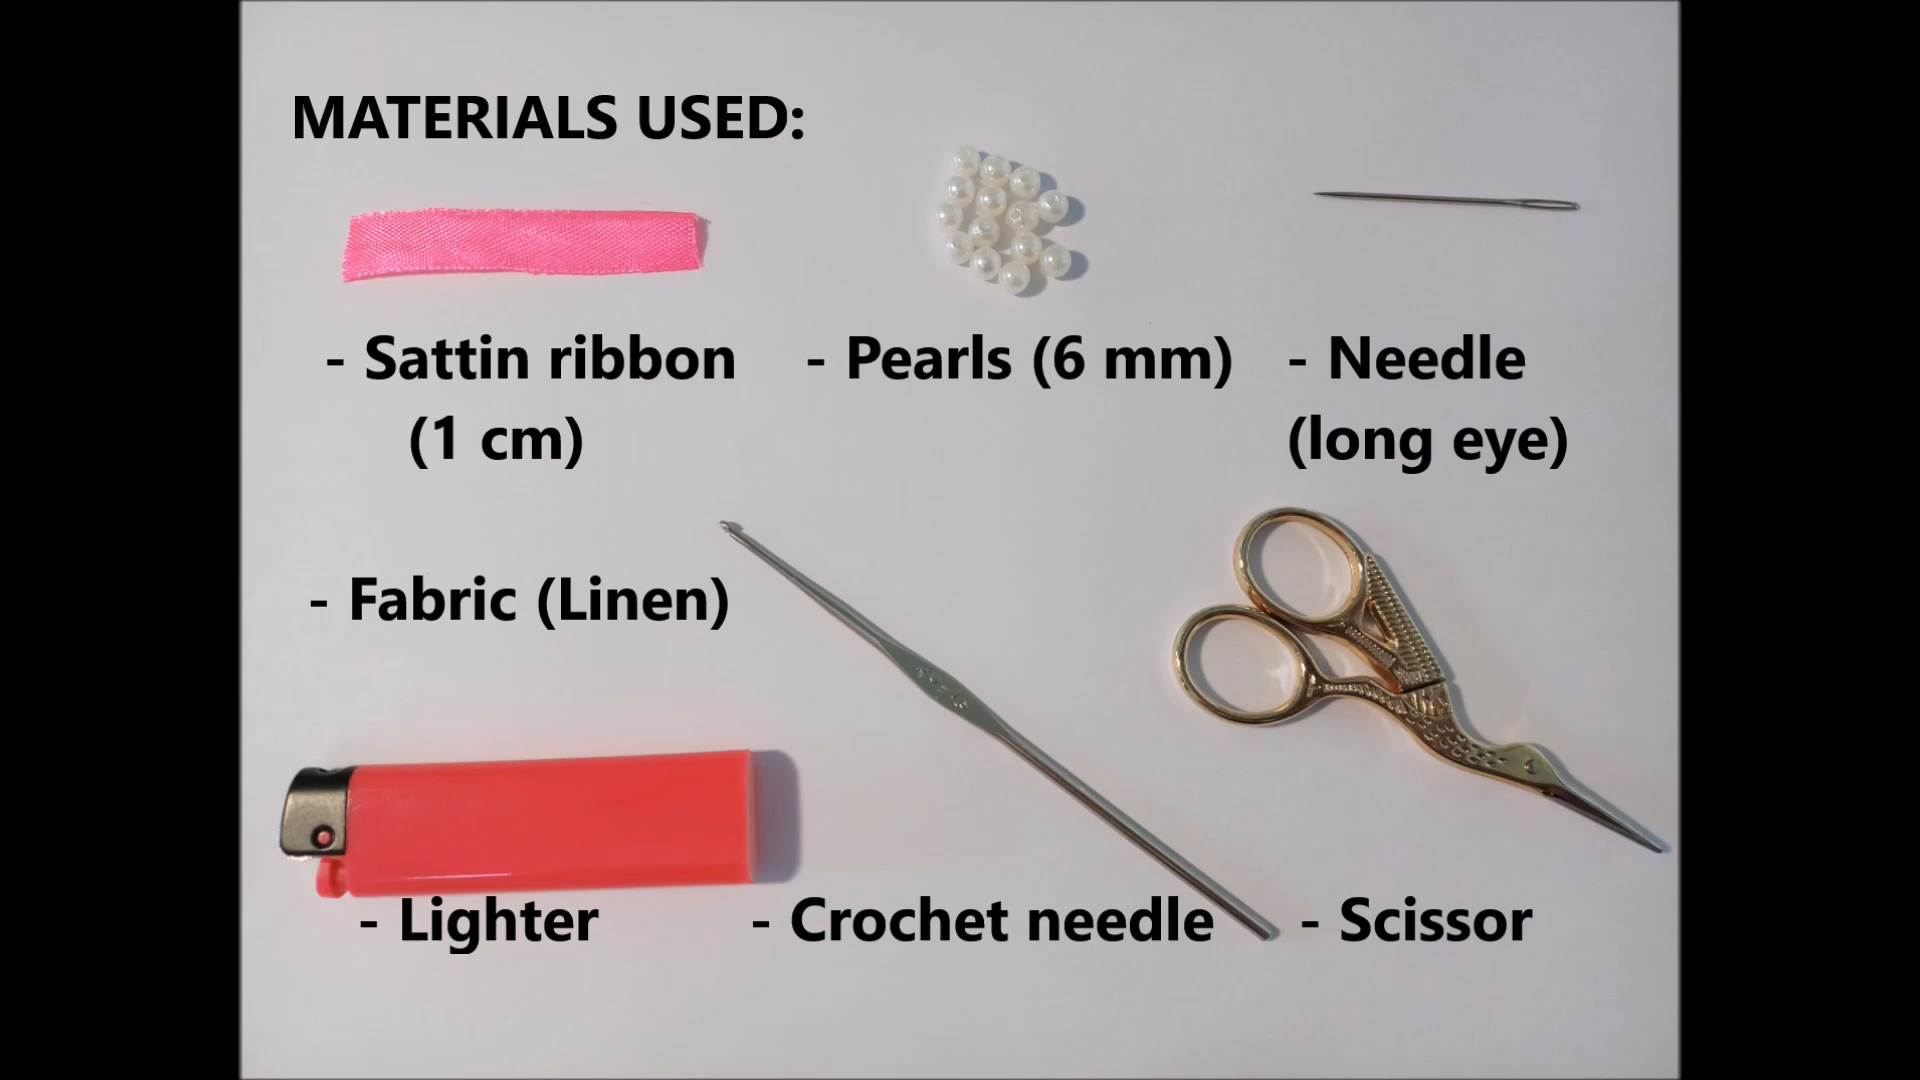 MATERIALS USED:
- Sattin ribbon
(1 cm)
- Pearls (6 mm)
- Needle
(long eye)
- Fabric (Linen)
- Lighter
- Crochet needle
- Scissor